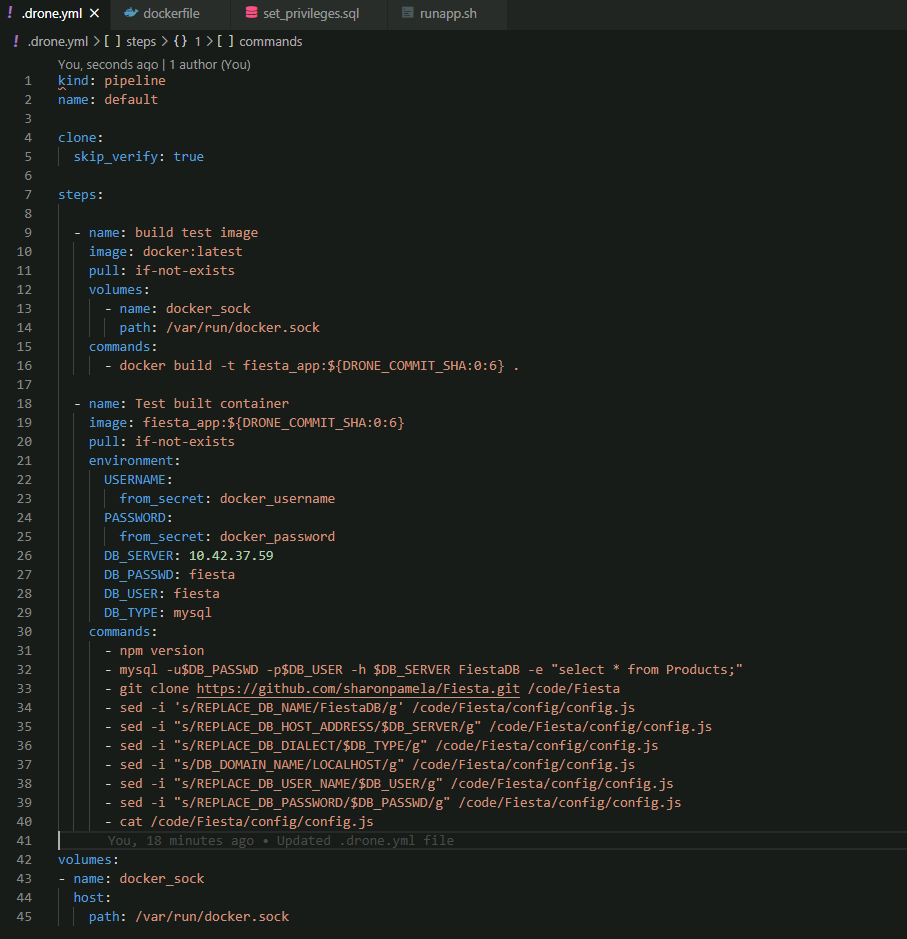 ! .drone.yml × dockerfile set_privileges.sql runapp.sh
! .drone.yml > [ ] steps > {} 1 > [ ] commands
You, seconds ago | 1 author (You)
1 kind: pipeline
2 name: default
3
4 clone:
5 skip_verify: true
6
7 steps:
8
9 - name: build test image
10 image: docker:latest
11 pull: if-not-exists
12 volumes:
13 - name: docker_sock
14 path: /var/run/docker.sock
15 commands:
16 - docker build -t fiesta_app:${DRONE_COMMIT_SHA:0:6} .
17
18 - name: Test built container
19 image: fiesta_app:${DRONE_COMMIT_SHA:0:6}
20 pull: if-not-exists
21 environment:
22 USERNAME:
23 from_secret: docker_username
24 PASSWORD:
25 from_secret: docker_password
26 DB_SERVER: 10.42.37.59
27 DB_PASSWD: fiesta
28 DB_USER: fiesta
29 DB_TYPE: mysql
30 commands:
31 - npm version
32 - mysql -u$DB_PASSWD -p$DB_USER -h $DB_SERVER FiestaDB -e "select * from Products;"
33 - git clone https://github.com/sharonpamela/Fiesta.git /code/Fiesta
34 - sed -i 's/REPLACE_DB_NAME/FiestaDB/g' /code/Fiesta/config/config.js
35 - sed -i "s/REPLACE_DB_HOST_ADDRESS/$DB_SERVER/g" /code/Fiesta/config/config.js
36 - sed -i "s/REPLACE_DB_DIALECT/$DB_TYPE/g" /code/Fiesta/config/config.js
37 - sed -i "s/DB_DOMAIN_NAME/LOCALHOST/g" /code/Fiesta/config/config.js
38 - sed -i "s/REPLACE_DB_USER_NAME/$DB_USER/g" /code/Fiesta/config/config.js
39 - sed -i "s/REPLACE_DB_PASSWORD/$DB_PASSWD/g" /code/Fiesta/config/config.js
40 - cat /code/Fiesta/config/config.js
41 You, 18 minutes ago • Updated .drone.yml file
42 volumes:
43 - name: docker_sock
44 host:
45 path: /var/run/docker.sock